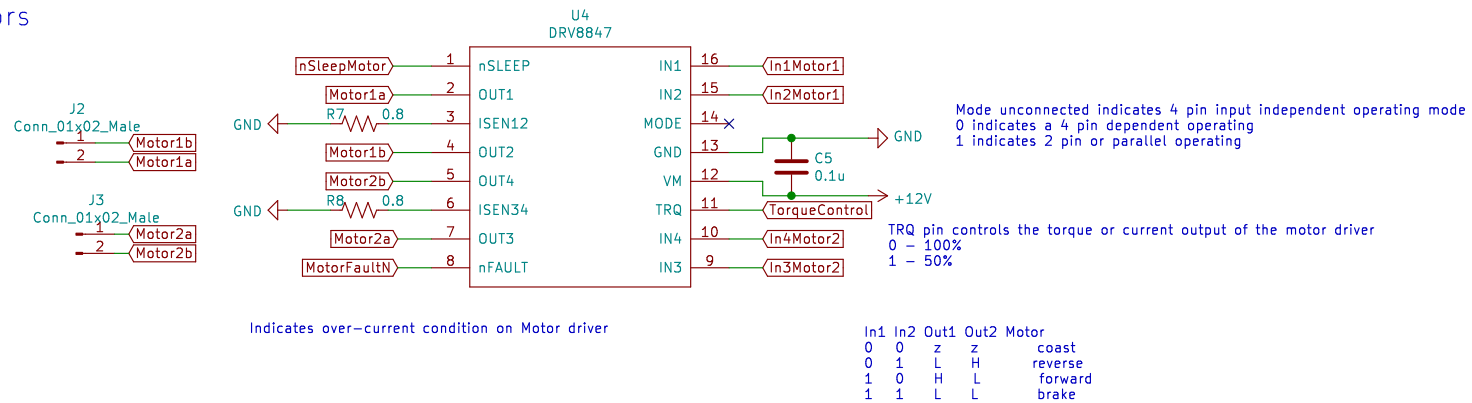 ors
U4
DRV8847
nSleepMotor 1 nSLEEP IN1 16 In1Motor1
Motor1a 2 OUT1 IN2 15 In2Motor1
GND R7 0.8 3 ISEN12 MODE 14
Motor1b 4 OUT2 GND 13 GND
Motor2b 5 OUT4 VM 12 +12V
C5
0.1u
GND R8 0.8 6 ISEN34 TRQ 11 TorqueControl
Motor2a 7 OUT3 IN4 10 In4Motor2
MotorFaultN 8 nFAULT IN3 9 In3Motor2
J2
Conn_01x02_Male
1 Motor1b
2 Motor1a
J3
Conn_01x02_Male
1 Motor2a
2 Motor2b
Mode unconnected indicates 4 pin input independent operating mode
0 indicates a 4 pin dependent operating
1 indicates 2 pin or parallel operating
TRQ pin controls the torque or current output of the motor driver
0 - 100%
1 - 50%
Indicates over-current condition on Motor driver
In1 In2 Out1 Out2 Motor
0 0 z z coast
0 1 L H reverse
1 0 H L forward
1 1 L L brake